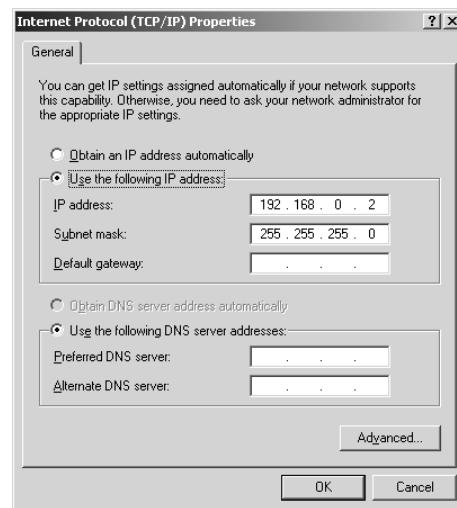 Internet Protocol (TCP/IP) Properties ? x
General
You can get IP settings assigned automatically if your network supports
this capability. Otherwise, you need to ask your network administrator for
the appropriate IP settings.
Obtain an IP address automatically
Use the following IP address:
IP address: 192 . 168 . 0 . 2
Subnet mask: 255 . 255 . 255 . 0
Default gateway: . . .
Obtain DNS server address automatically
Use the following DNS server addresses:
Preferred DNS server: . . .
Alternate DNS server: . . .
Advanced...
OK Cancel